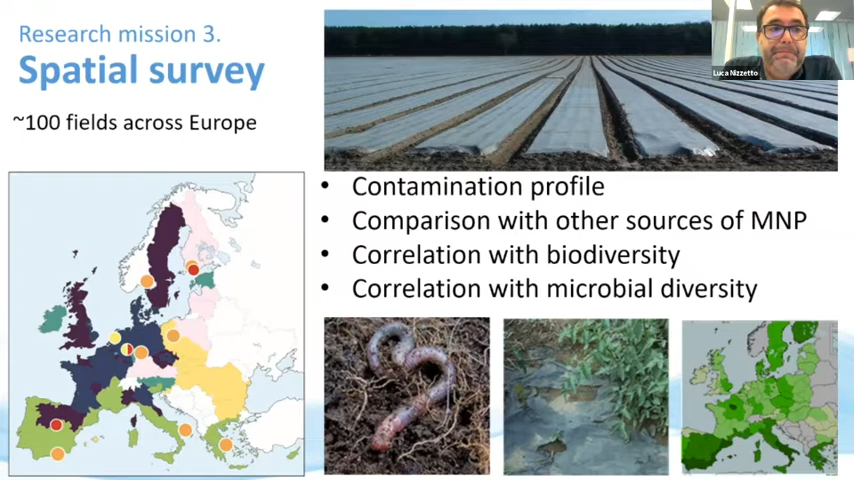 Research mission 3.
Spatial survey
~100 fields across Europe
Luca Nizzetto
• Contamination profile
• Comparison with other sources of MNP
• Correlation with biodiversity
• Correlation with microbial diversity